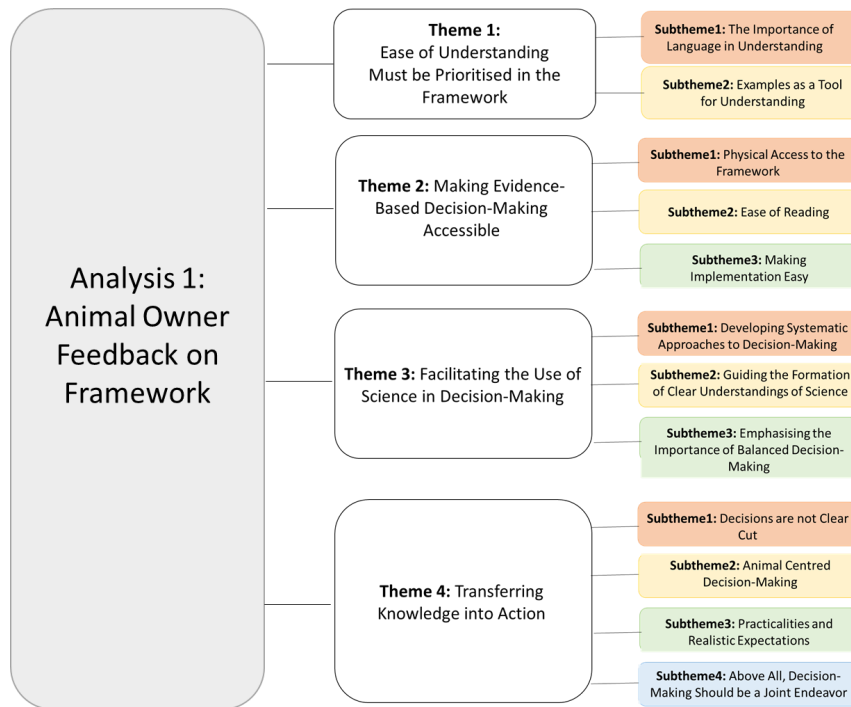 Analysis 1:
Animal Owner
Feedback on
Framework
Theme 1:
Ease of Understanding
Must be Prioritised in the
Framework
Subtheme1: The Importance of
Language in Understanding
Subtheme2: Examples as a Tool
for Understanding
Theme 2: Making Evidence-
Based Decision-Making
Accessible
Subtheme1: Physical Access to the
Framework
Subtheme2: Ease of Reading
Subtheme3: Making
Implementation Easy
Theme 3: Facilitating the Use of
Science in Decision-Making
Subtheme1: Developing Systematic
Approaches to Decision-Making
Subtheme2: Guiding the Formation
of Clear Understandings of Science
Subtheme3: Emphasising the
Importance of Balanced Decision-
Making
Theme 4: Transferring
Knowledge into Action
Subtheme1: Decisions are not Clear
Cut
Subtheme2: Animal Centred
Decision-Making
Subtheme3: Practicalities and
Realistic Expectations
Subtheme4: Above All, Decision-
Making Should be a Joint Endeavor